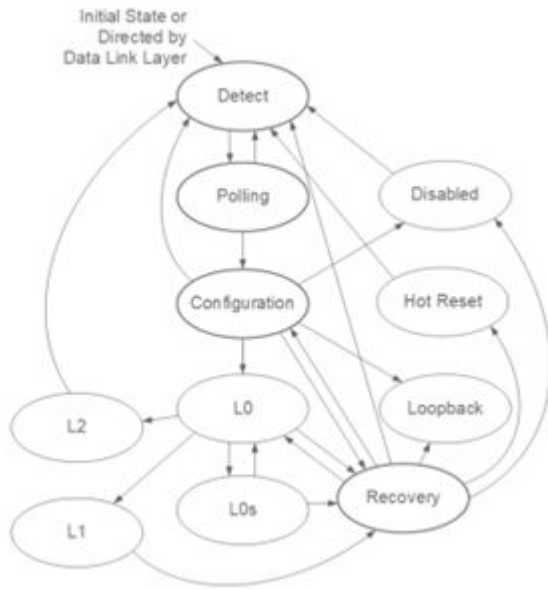 Initial State or
Directed by
Data Link Layer
Detect
Polling
Disabled
Configuration
Hot Reset
L0
Loopback
L2
L0s
Recovery
L1